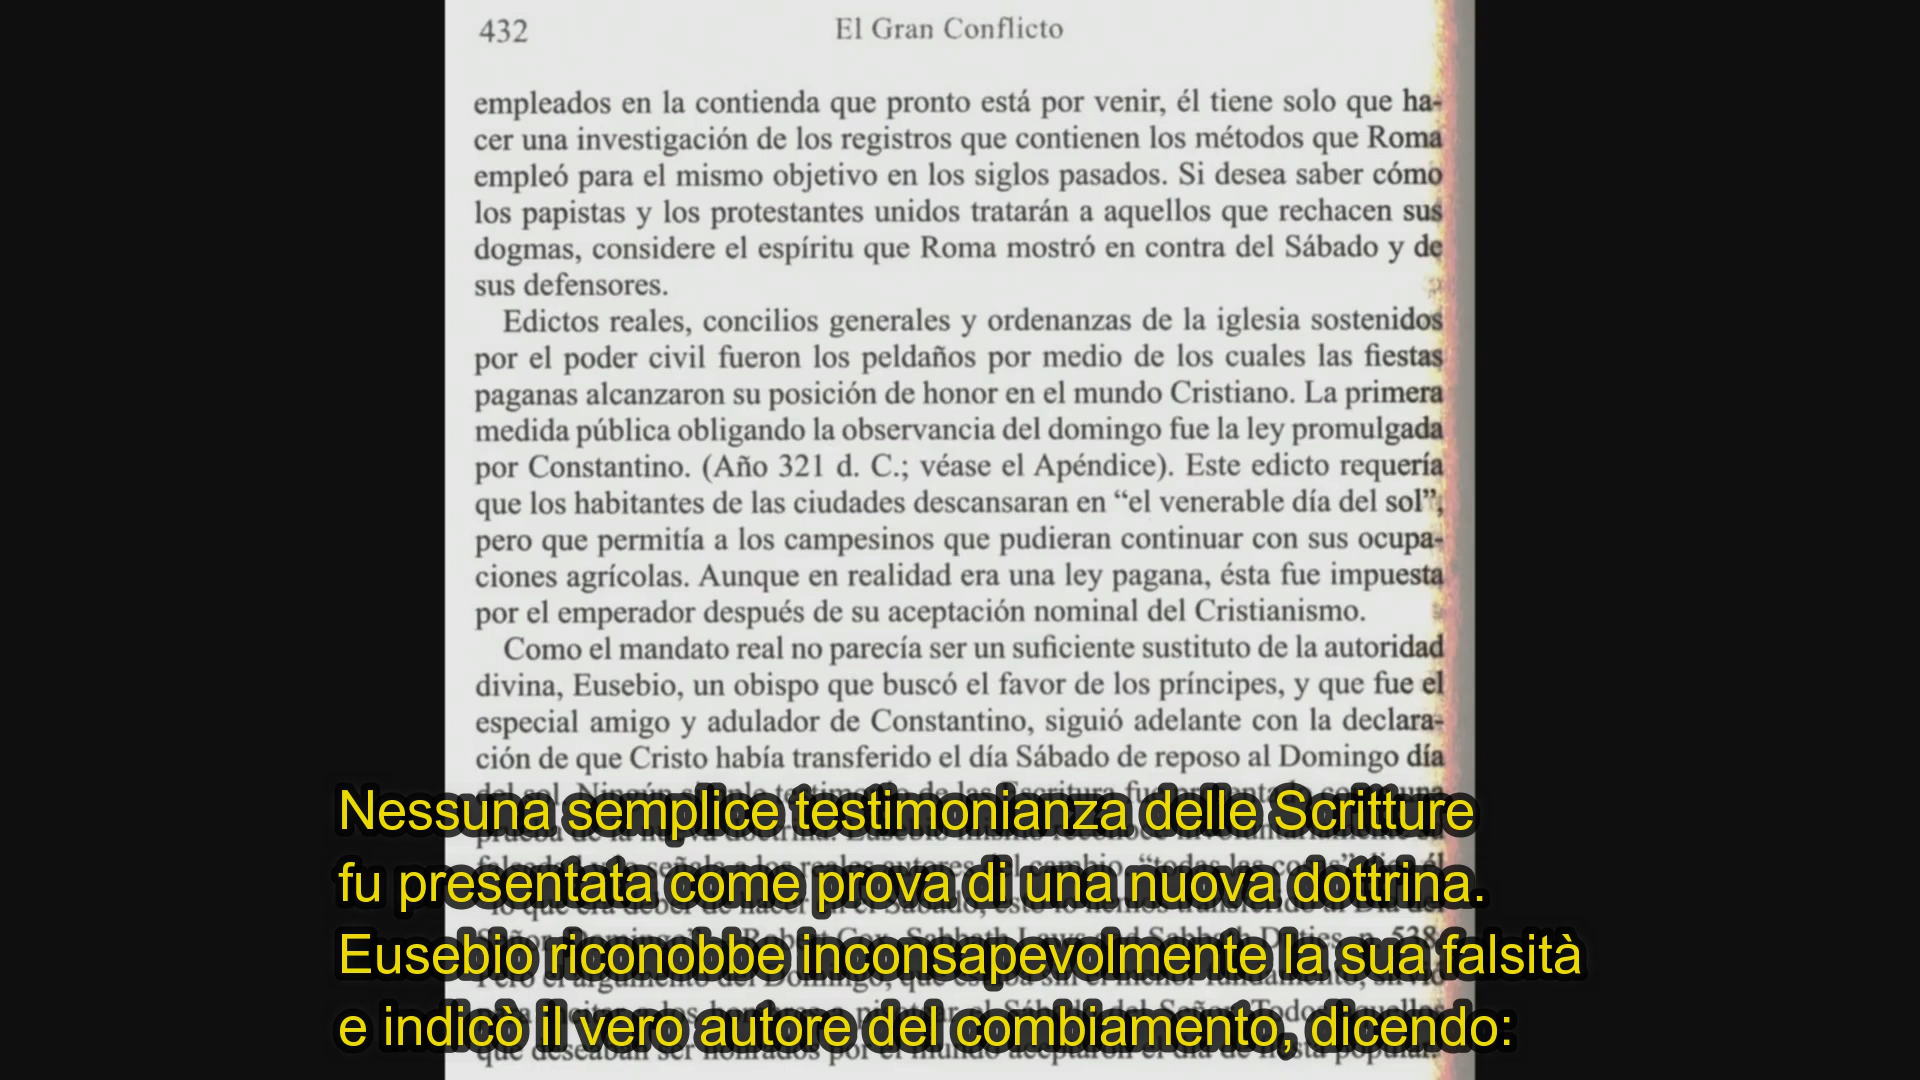 432
El Gran Conflicto
empleados en la contienda que pronto está por venir, él tiene solo que ha-
cer una investigación de los registros que contienen los métodos que Roma
empleó para el mismo objetivo en los siglos pasados. Si desea saber cómo
los papistas y los protestantes unidos tratarán a aquellos que rechacen sus
dogmas, considere el espíritu que Roma mostró en contra del Sábado y de
sus defensores.
Edictos reales, concilios generales y ordenanzas de la iglesia sostenidos
por el poder civil fueron los peldaños por medio de los cuales las fiestas
paganas alcanzaron su posición de honor en el mundo Cristiano. La primera
medida pública obligando la observancia del domingo fue la ley promulgada
por Constantino. (Año 321 d. C.; véase el Apéndice). Este edicto requería
que los habitantes de las ciudades descansaran en “el venerable día del sol”,
pero que permitía a los campesinos que pudieran continuar con sus ocupa-
ciones agrícolas. Aunque en realidad era una ley pagana, ésta fue impuesta
por el emperador después de su aceptación nominal del Cristianismo.
Como el mandato real no parecía ser un suficiente sustituto de la autoridad
divina, Eusebio, un obispo que buscó el favor de los príncipes, y que fue el
especial amigo y adulador de Constantino, siguió adelante con la declara-
ción de que Cristo había transferido el día Sábado de reposo al Domingo día
Nessuna semplice testimonianza delle Scritture
fu presentata come prova di una nuova dottrina.
Eusebio riconobbe inconsapevolmente la sua falsità
e indicò il vero autore del combiamento, dicendo: